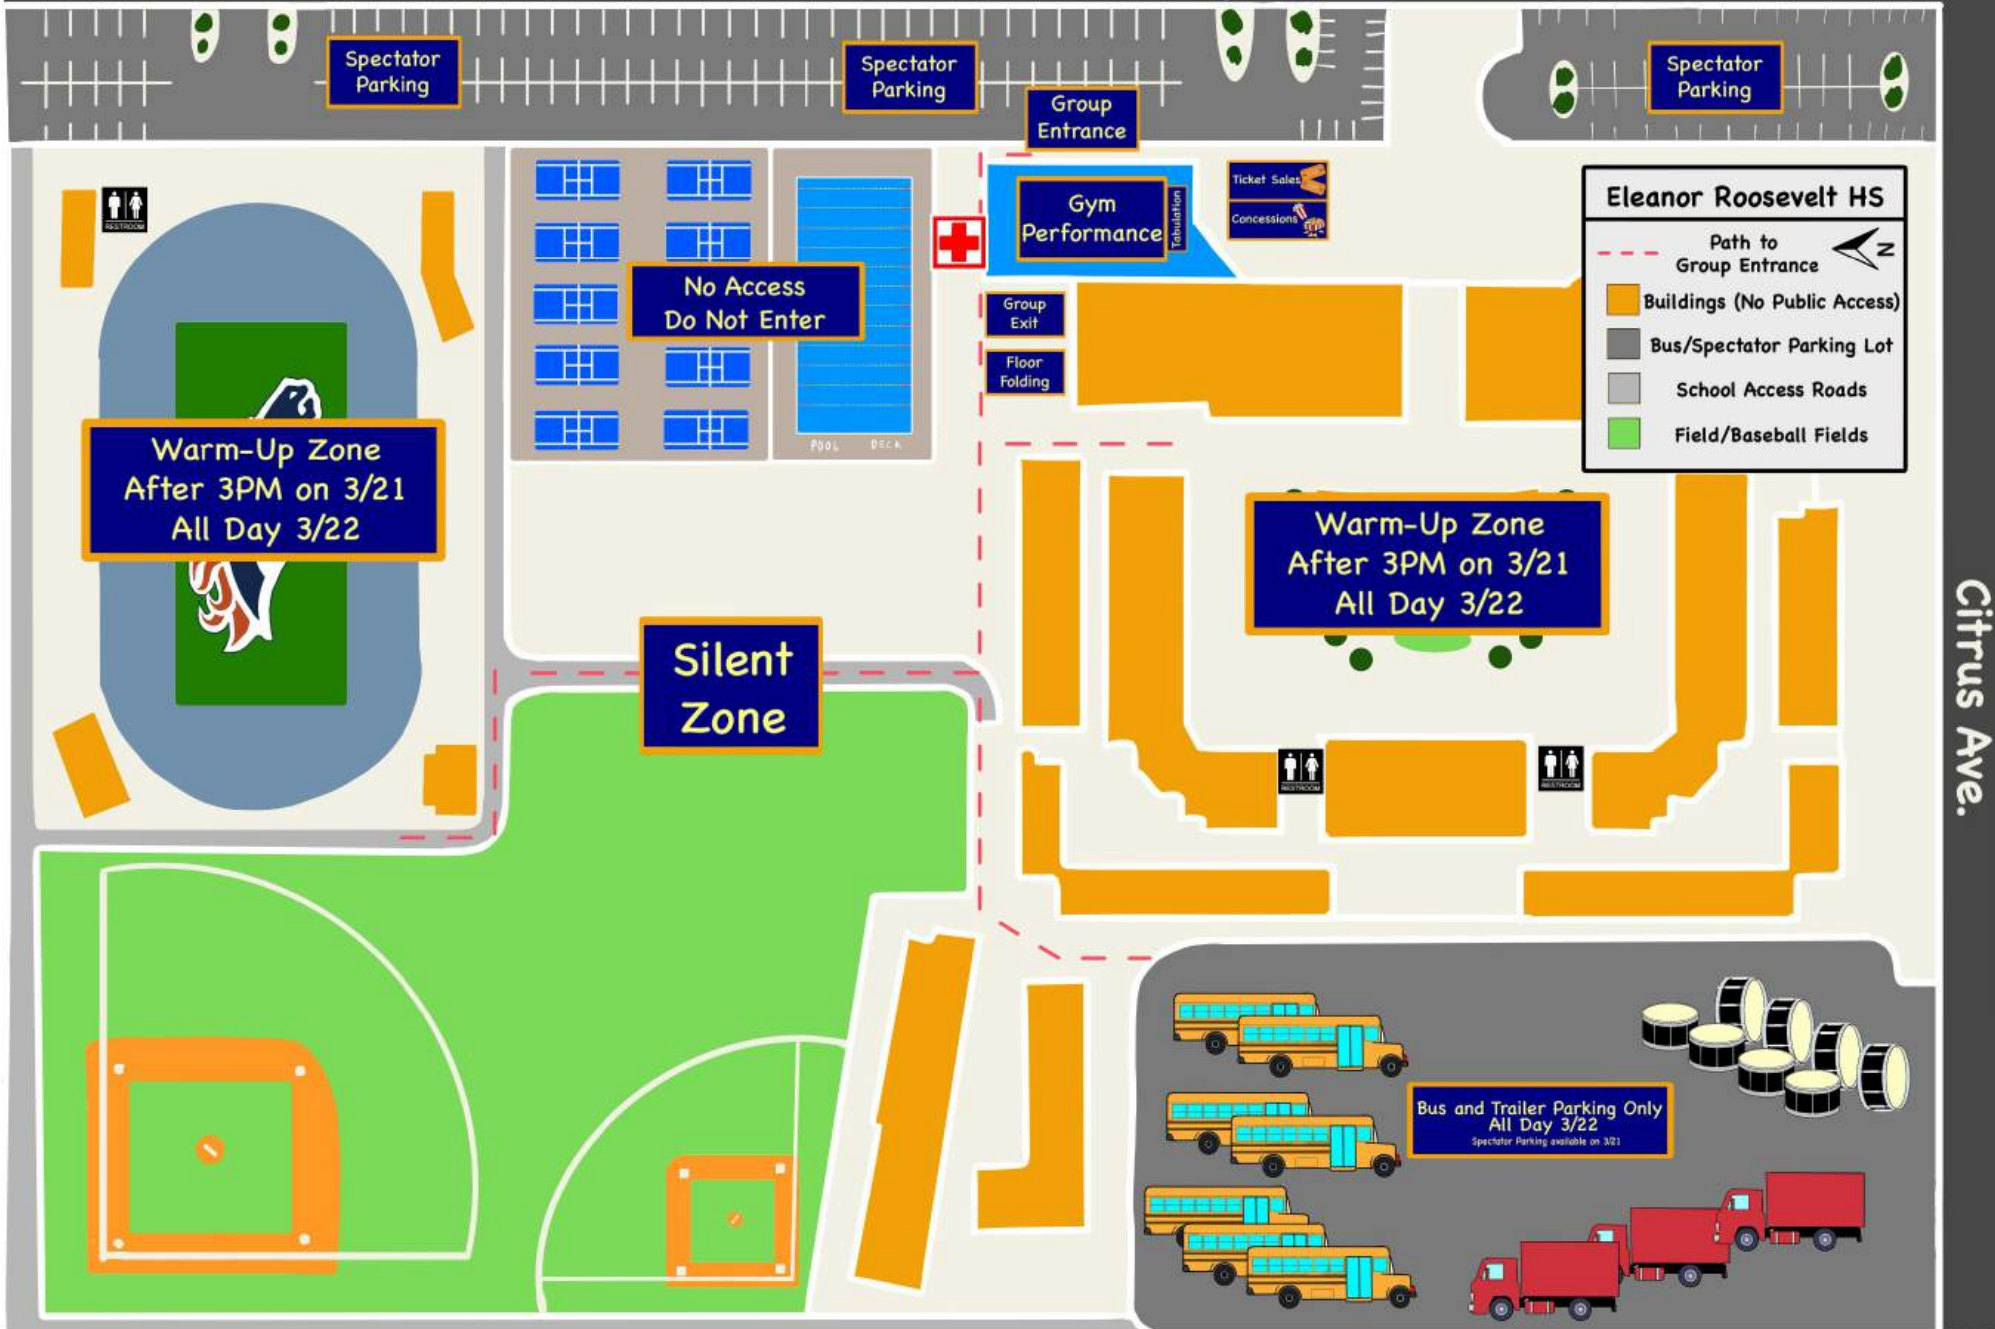 Spectator
Parking
Spectator
Parking
Spectator
Parking
Group
Entrance
Gym
Performance
Tabulation
Ticket Sales
Concessions
Eleanor Roosevelt HS
Path to
Group Entrance
N
Buildings (No Public Access)
Bus/Spectator Parking Lot
School Access Roads
Field/Baseball Fields
RESTROOM
No Access
Do Not Enter
Group
Exit
Floor
Folding
POOL DECK
Warm-Up Zone
After 3PM on 3/21
All Day 3/22
Warm-Up Zone
After 3PM on 3/21
All Day 3/22
Silent
Zone
Citrus Ave.
RESTROOM
RESTROOM
Bus and Trailer Parking Only
All Day 3/22
Spectator Parking available on 3/21